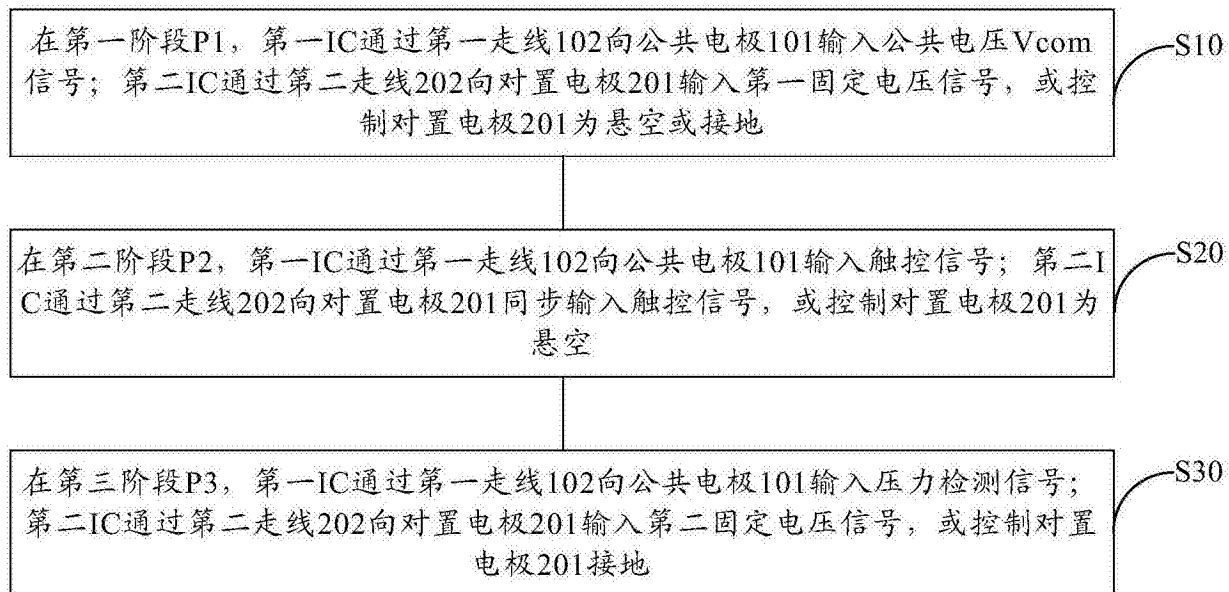 在第一阶段P1，第一IC通过第一走线102向公共电极101输入公共电压Vcom
信号；第二IC通过第二走线202向对置电极201输入第一固定电压信号，或控
制对置电极201为悬空或接地
S10
在第二阶段P2，第一IC通过第一走线102向公共电极101输入触控信号；第二I
C通过第二走线202向对置电极201同步输入触控信号，或控制对置电极201为
悬空
S20
在第三阶段P3，第一IC通过第一走线102向公共电极101输入压力检测信号；
第二IC通过第二走线202向对置电极201输入第二固定电压信号，或控制对置
电极201接地
S30